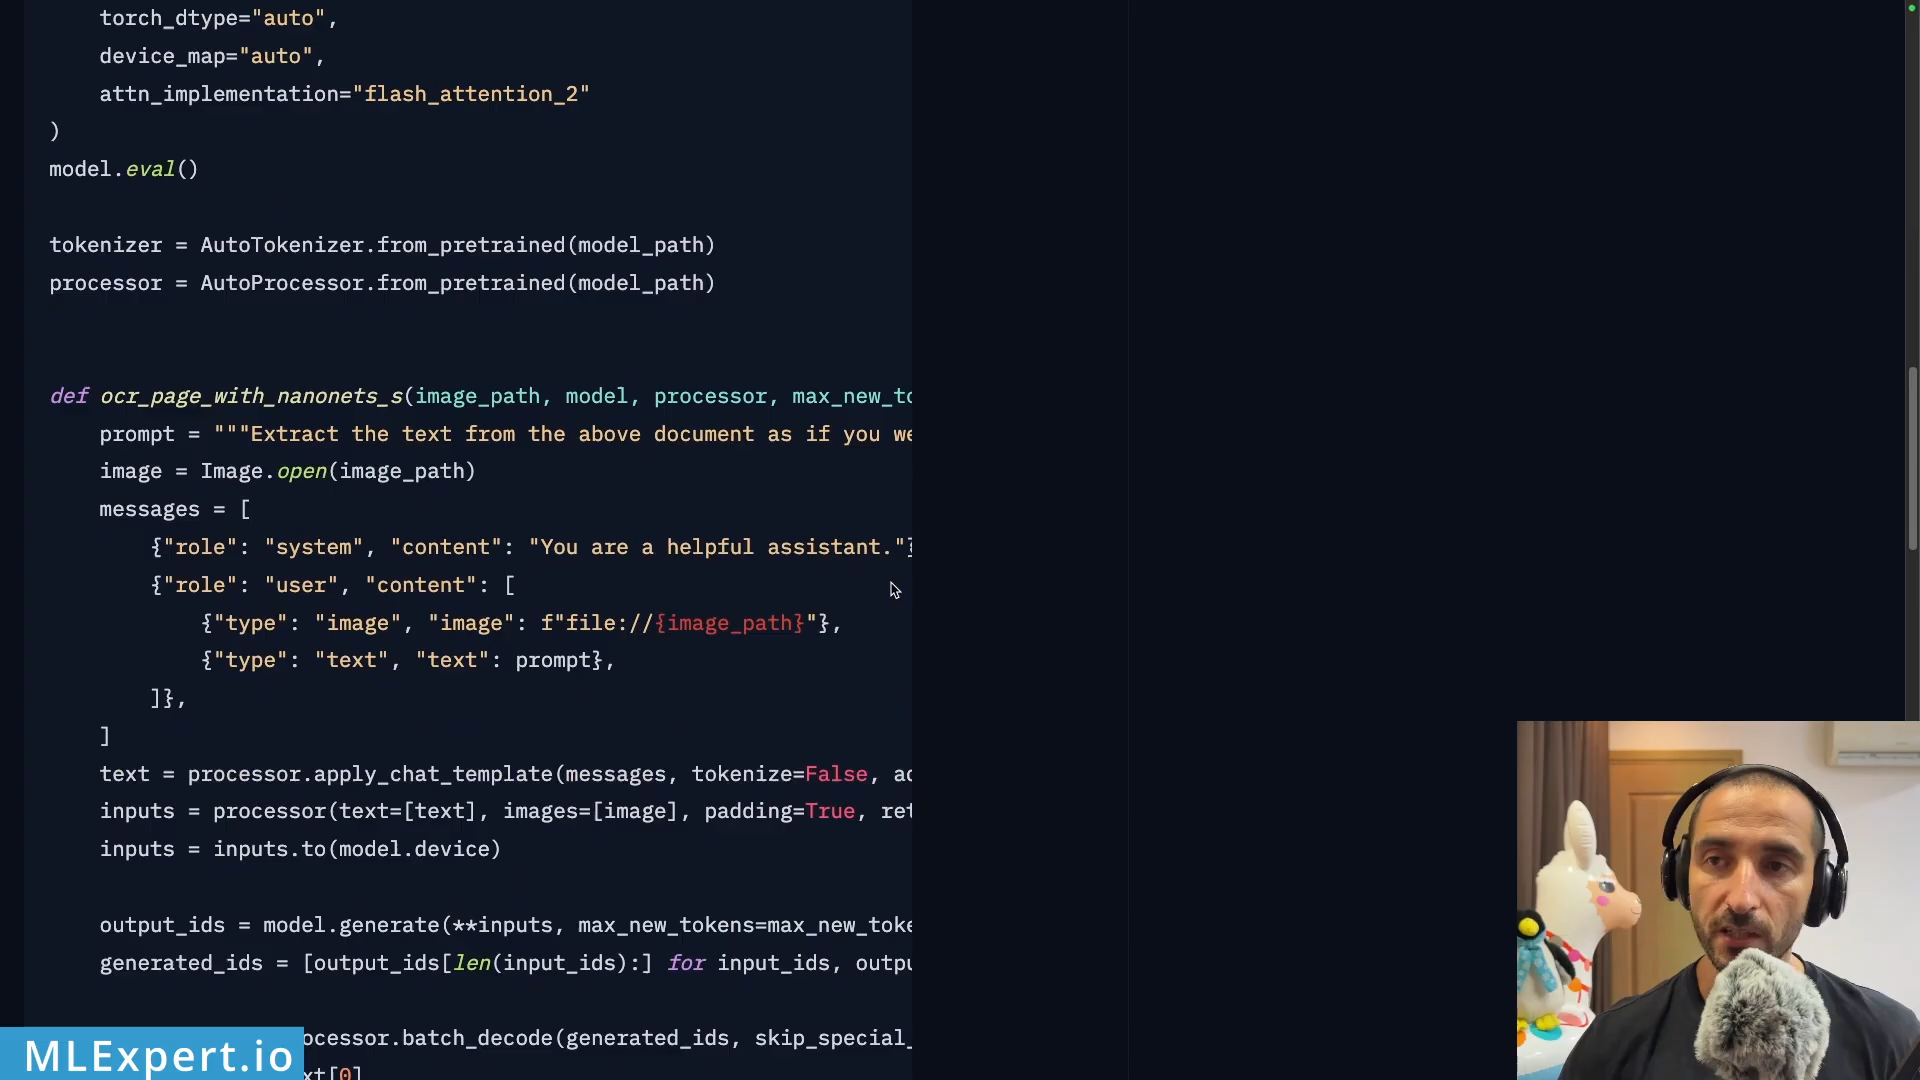 torch_dtype="auto",
device_map="auto",
attn_implementation="flash_attention_2"
)
model.eval()
tokenizer = AutoTokenizer.from_pretrained(model_path)
processor = AutoProcessor.from_pretrained(model_path)
def ocr_page_with_nanonets_s(image_path, model, processor, max_new_to
prompt = """Extract the text from the above document as if you we
image = Image.open(image_path)
messages = [
{"role": "system", "content": "You are a helpful assistant."}
{"role": "user", "content": [
{"type": "image", "image": f"file://{image_path}"},
{"type": "text", "text": prompt},
]},
]
text = processor.apply_chat_template(messages, tokenize=False, ad
inputs = processor(text=[text], images=[image], padding=True, ret
inputs = inputs.to(model.device)
output_ids = model.generate(**inputs, max_new_tokens=max_new_toke
generated_ids = [output_ids[len(input_ids):] for input_ids, outpu
ocessor.batch_decode(generated_ids, skip_special_
xt[0]
MLExpert.io